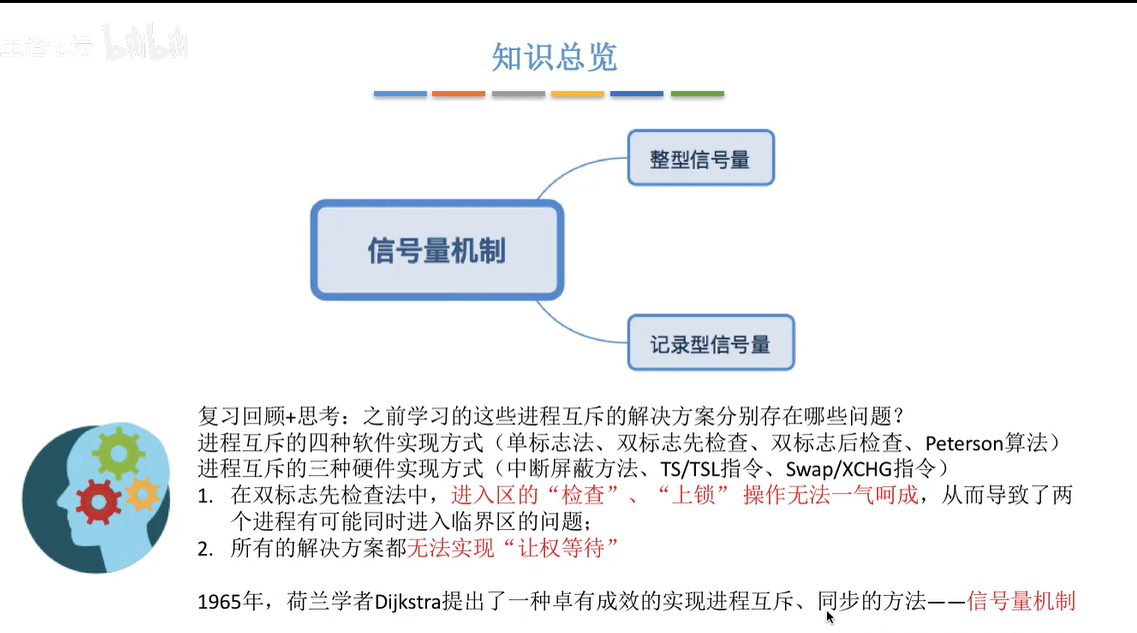 王道论坛 bilibili
知识总览
整型信号量
信号量机制
记录型信号量
复习回顾+思考：之前学习的这些进程互斥的解决方案分别存在哪些问题？
进程互斥的四种软件实现方式（单标志法、双标志先检查、双标志后检查、Peterson算法）
进程互斥的三种硬件实现方式（中断屏蔽方法、TS/TSL指令、Swap/XCHG指令）
1. 在双标志先检查法中，进入区的“检查”、“上锁” 操作无法一气呵成，从而导致了两
个进程有可能同时进入临界区的问题；
2. 所有的解决方案都无法实现“让权等待”
1965年，荷兰学者Dijkstra提出了一种卓有成效的实现进程互斥、同步的方法——信号量机制